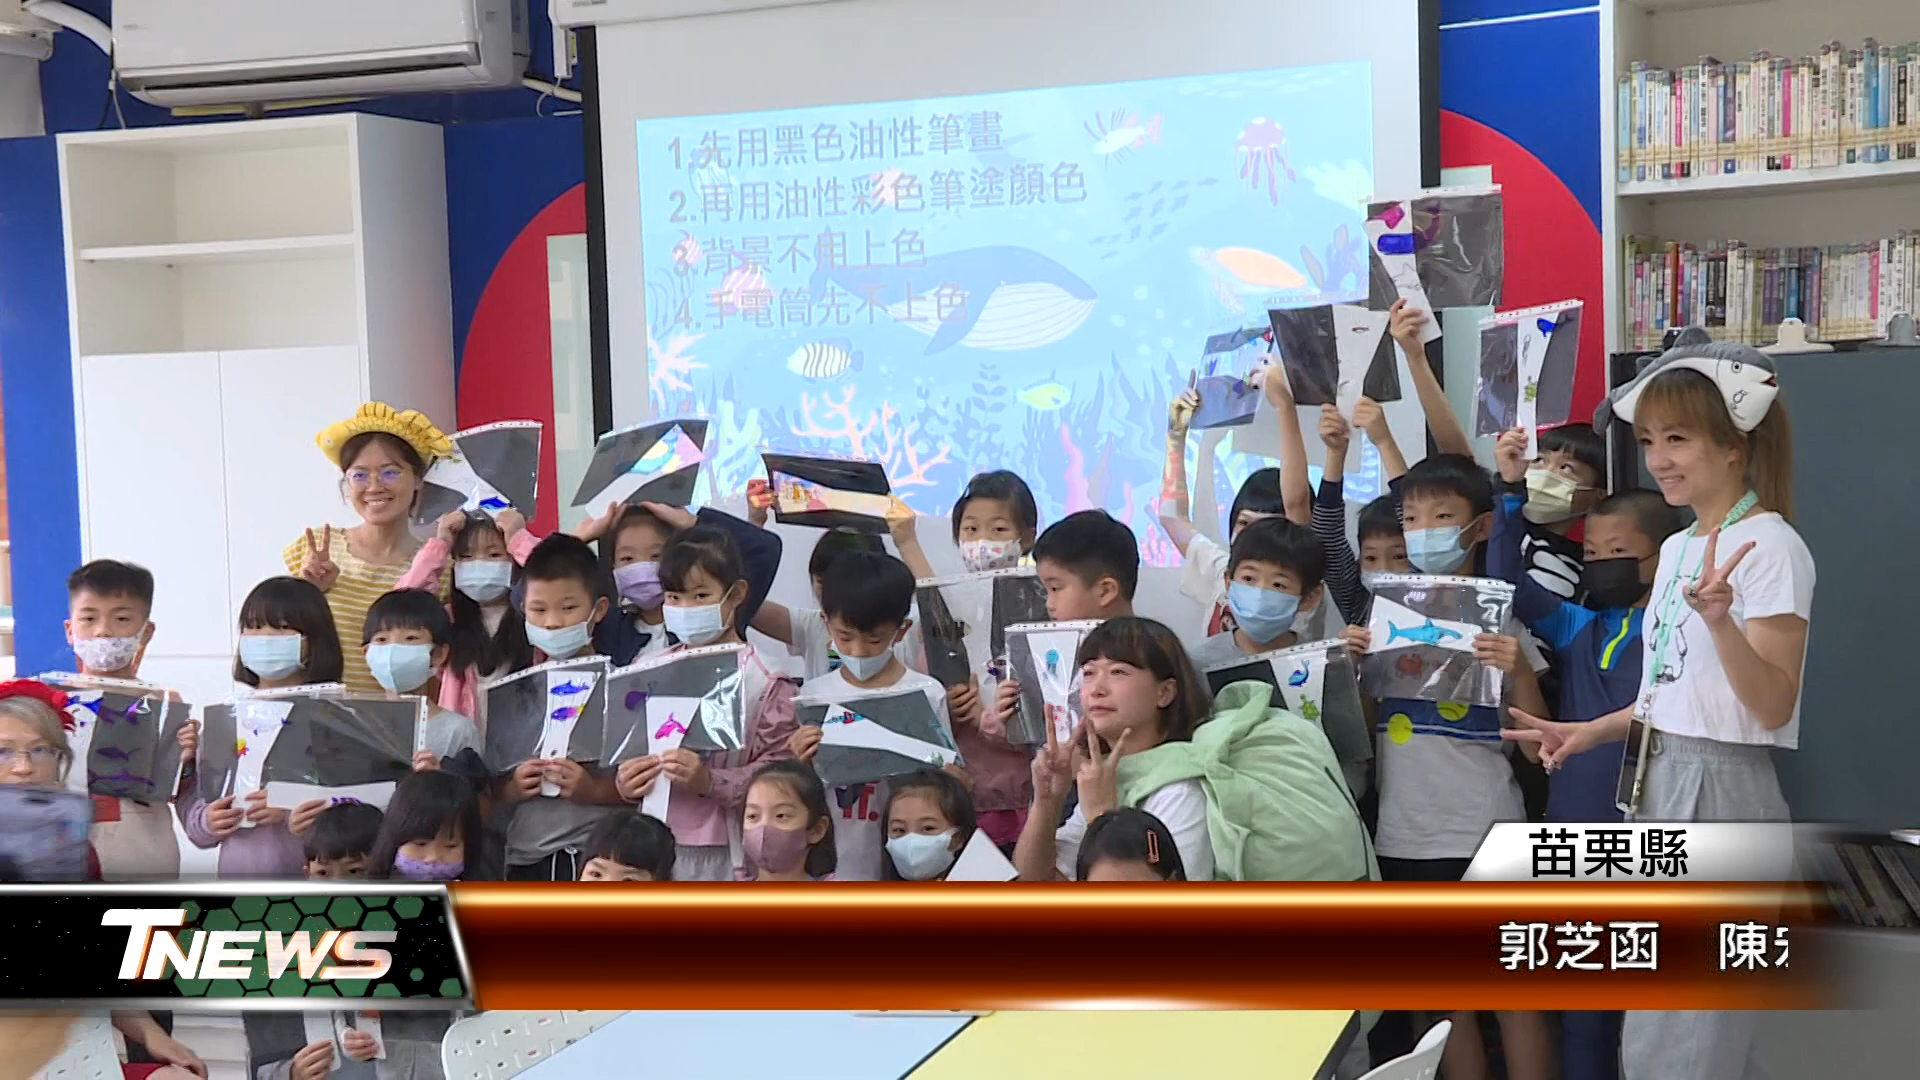 1.先用黑色油性筆畫
2.再用油性彩色筆塗顏色
3.背景不用上色
4.手電筒先不上色
苗栗縣
TNEWS
郭芝函 陳